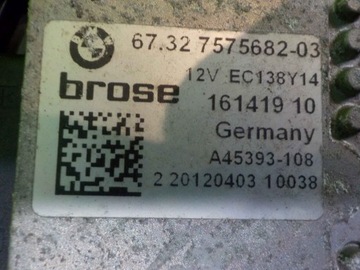 67.32 7575682-03
12V EC138Y14
brose
161419 10
Germany
A45393-108
2 20120403 10038